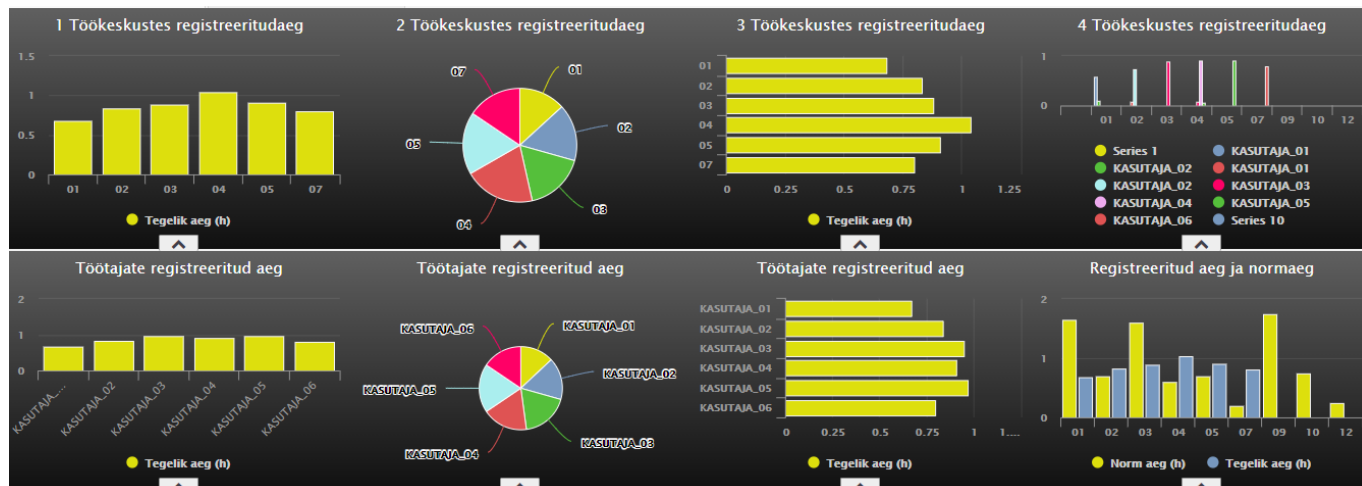 1 Töökeskustes registreeritudaeg
1.5
1
0.5
0
01 02 03 04 05 07
Tegelik aeg (h)
2 Töökeskustes registreeritudaeg
07
01
02
05
03
04
3 Töökeskustes registreeritudaeg
01
02
03
04
05
07
0 0.25 0.5 0.75 1 1.25
Tegelik aeg (h)
4 Töökeskustes registreeritudaeg
1
0
01 02 03 04 05 07 09 10 12
Series 1 KASUTAJA_01
KASUTAJA_02 KASUTAJA_01
KASUTAJA_02 KASUTAJA_03
KASUTAJA_04 KASUTAJA_05
KASUTAJA_06 Series 10
Töötajate registreeritud aeg
2
1
0
KASUTAJA_... KASUTAJA_02 KASUTAJA_03 KASUTAJA_04 KASUTAJA_05 KASUTAJA_06
Tegelik aeg (h)
Töötajate registreeritud aeg
KASUTAJA_06
KASUTAJA_01
KASUTAJA_02
KASUTAJA_05
KASUTAJA_03
KASUTAJA_04
Töötajate registreeritud aeg
KASUTAJA_01
KASUTAJA_02
KASUTAJA_03
KASUTAJA_04
KASUTAJA_05
KASUTAJA_06
0 0.25 0.5 0.75 1 1....
Tegelik aeg (h)
Registreeritud aeg ja normaeg
2
1
0
01 02 03 04 05 07 09 10 12
Norm aeg (h) Tegelik aeg (h)